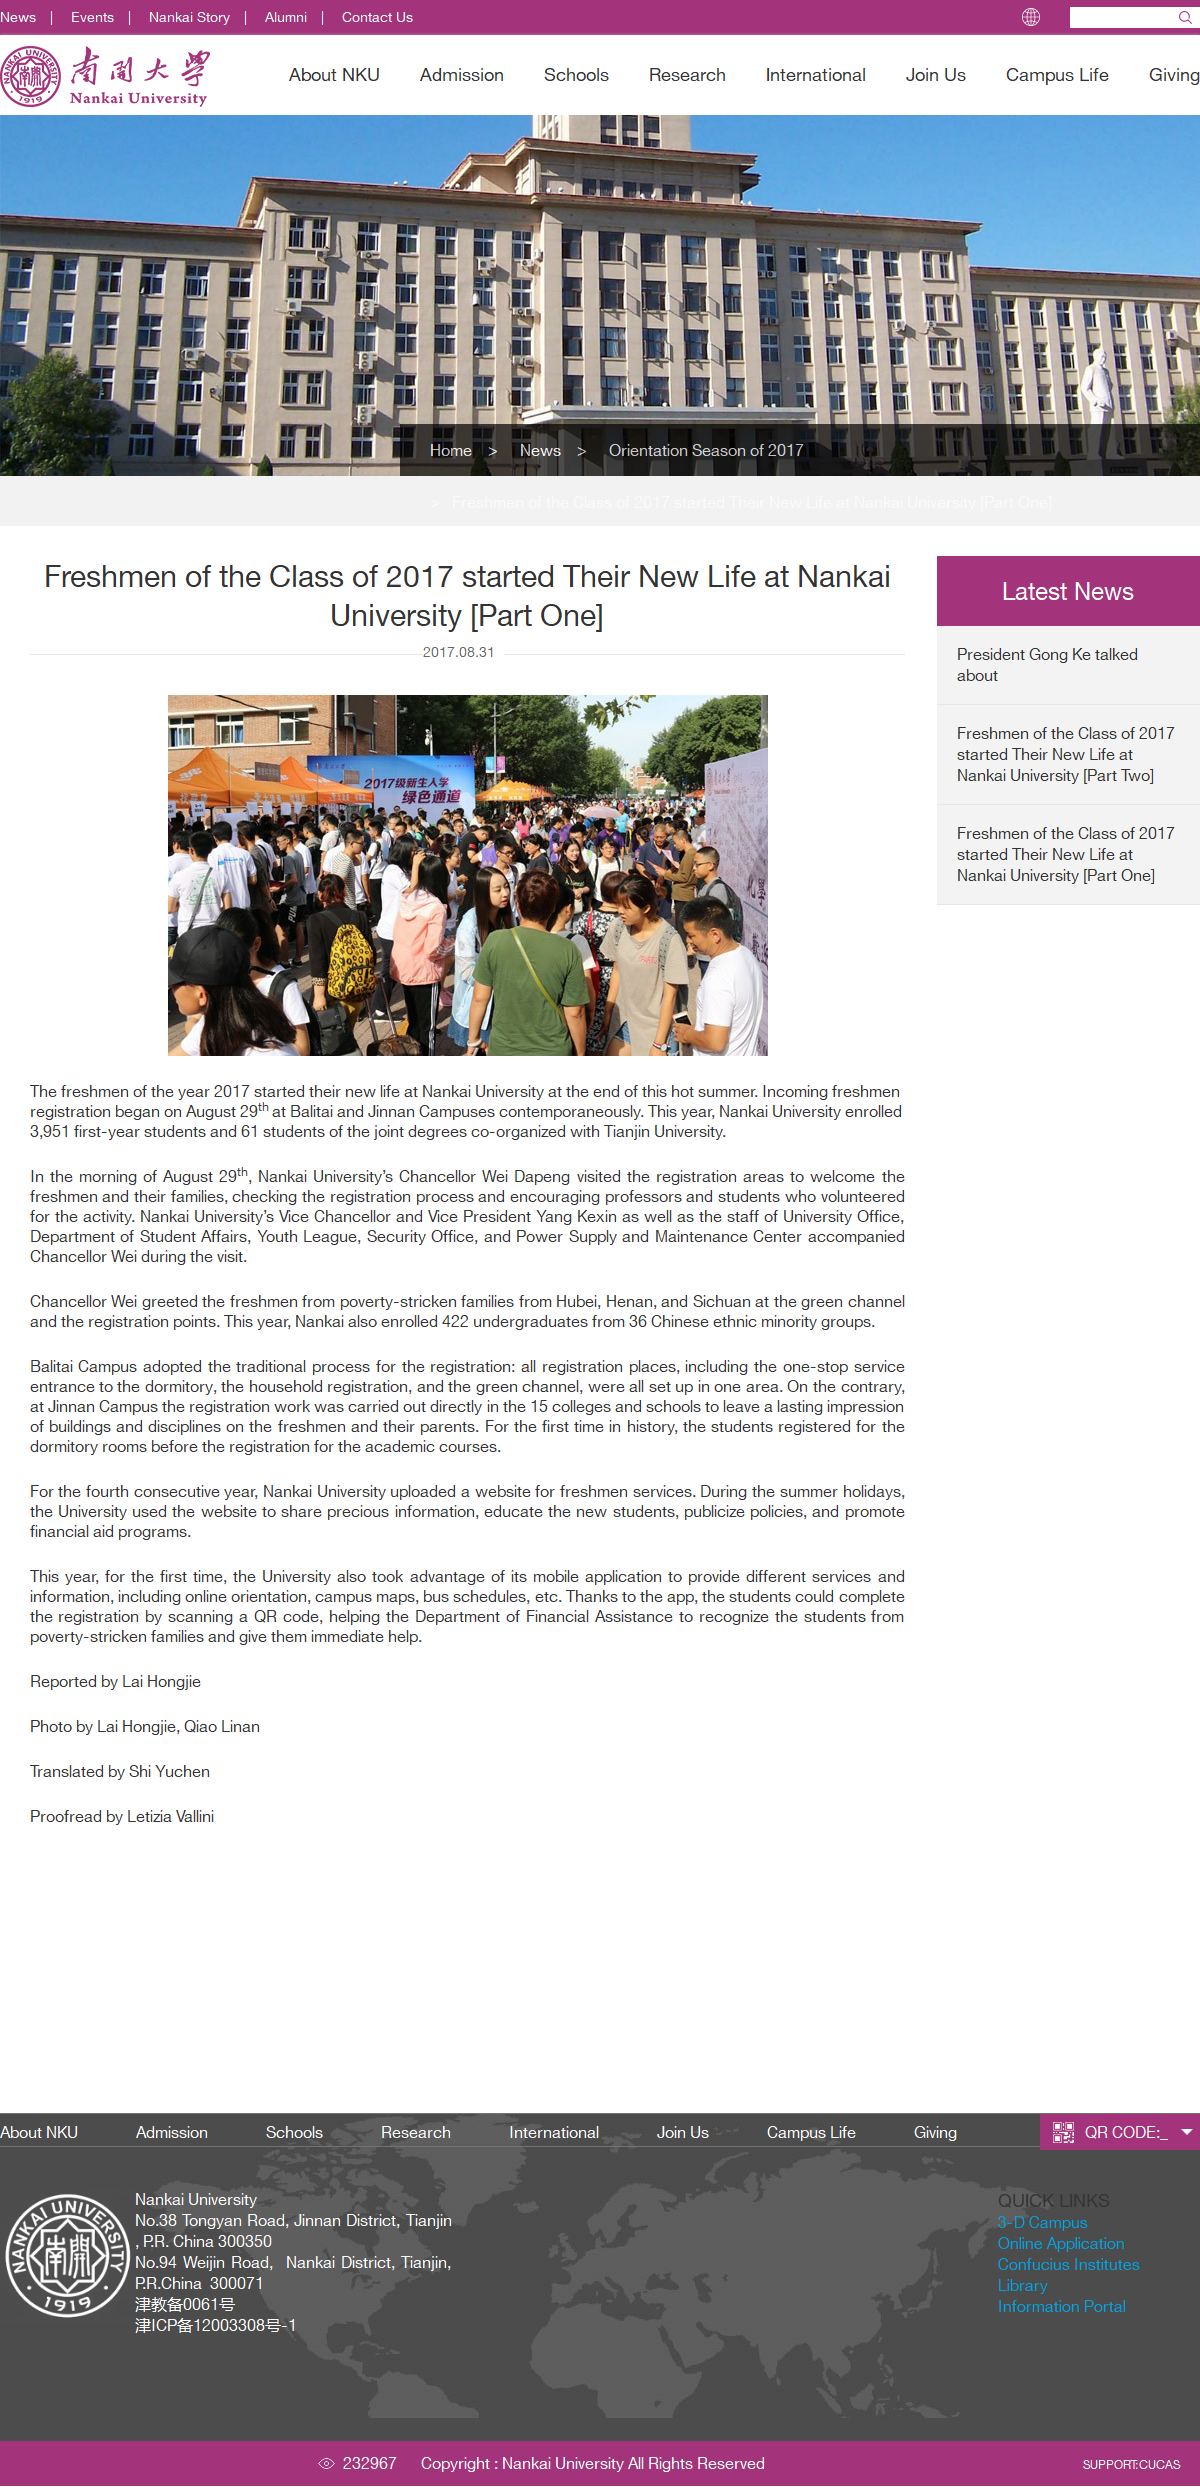 News | Events | Nankai Story | Alumni | Contact Us
NANKAI UNIVERSITY
南開
1919
南開大學
Nankai University
About NKU Admission Schools Research International Join Us Campus Life Giving
Home > News > Orientation Season of 2017
> Freshmen of the Class of 2017 started Their New Life at Nankai University [Part One]
Freshmen of the Class of 2017 started Their New Life at Nankai
University [Part One]
2017.08.31
2017级新生入学
绿色通道
The freshmen of the year 2017 started their new life at Nankai University at the end of this hot summer. Incoming freshmen
registration began on August 29th at Balitai and Jinnan Campuses contemporaneously. This year, Nankai University enrolled
3,951 first-year students and 61 students of the joint degrees co-organized with Tianjin University.
In the morning of August 29th, Nankai University’s Chancellor Wei Dapeng visited the registration areas to welcome the
freshmen and their families, checking the registration process and encouraging professors and students who volunteered
for the activity. Nankai University’s Vice Chancellor and Vice President Yang Kexin as well as the staff of University Office,
Department of Student Affairs, Youth League, Security Office, and Power Supply and Maintenance Center accompanied
Chancellor Wei during the visit.
Chancellor Wei greeted the freshmen from poverty-stricken families from Hubei, Henan, and Sichuan at the green channel
and the registration points. This year, Nankai also enrolled 422 undergraduates from 36 Chinese ethnic minority groups.
Balitai Campus adopted the traditional process for the registration: all registration places, including the one-stop service
entrance to the dormitory, the household registration, and the green channel, were all set up in one area. On the contrary,
at Jinnan Campus the registration work was carried out directly in the 15 colleges and schools to leave a lasting impression
of buildings and disciplines on the freshmen and their parents. For the first time in history, the students registered for the
dormitory rooms before the registration for the academic courses.
For the fourth consecutive year, Nankai University uploaded a website for freshmen services. During the summer holidays,
the University used the website to share precious information, educate the new students, publicize policies, and promote
financial aid programs.
This year, for the first time, the University also took advantage of its mobile application to provide different services and
information, including online orientation, campus maps, bus schedules, etc. Thanks to the app, the students could complete
the registration by scanning a QR code, helping the Department of Financial Assistance to recognize the students from
poverty-stricken families and give them immediate help.
Reported by Lai Hongjie
Photo by Lai Hongjie, Qiao Linan
Translated by Shi Yuchen
Proofread by Letizia Vallini
Latest News
President Gong Ke talked
about
Freshmen of the Class of 2017
started Their New Life at
Nankai University [Part Two]
Freshmen of the Class of 2017
started Their New Life at
Nankai University [Part One]
About NKU Admission Schools Research International Join Us Campus Life Giving
QR CODE:_
NANKAI UNIVERSITY
南開
1919
Nankai University
No.38 Tongyan Road, Jinnan District, Tianjin
, P.R. China 300350
No.94 Weijin Road, Nankai District, Tianjin,
P.R.China 300071
津教备0061号
津ICP备12003308号-1
QUICK LINKS
3-D Campus
Online Application
Confucius Institutes
Library
Information Portal
232967 Copyright : Nankai University All Rights Reserved
SUPPORT:CUCAS